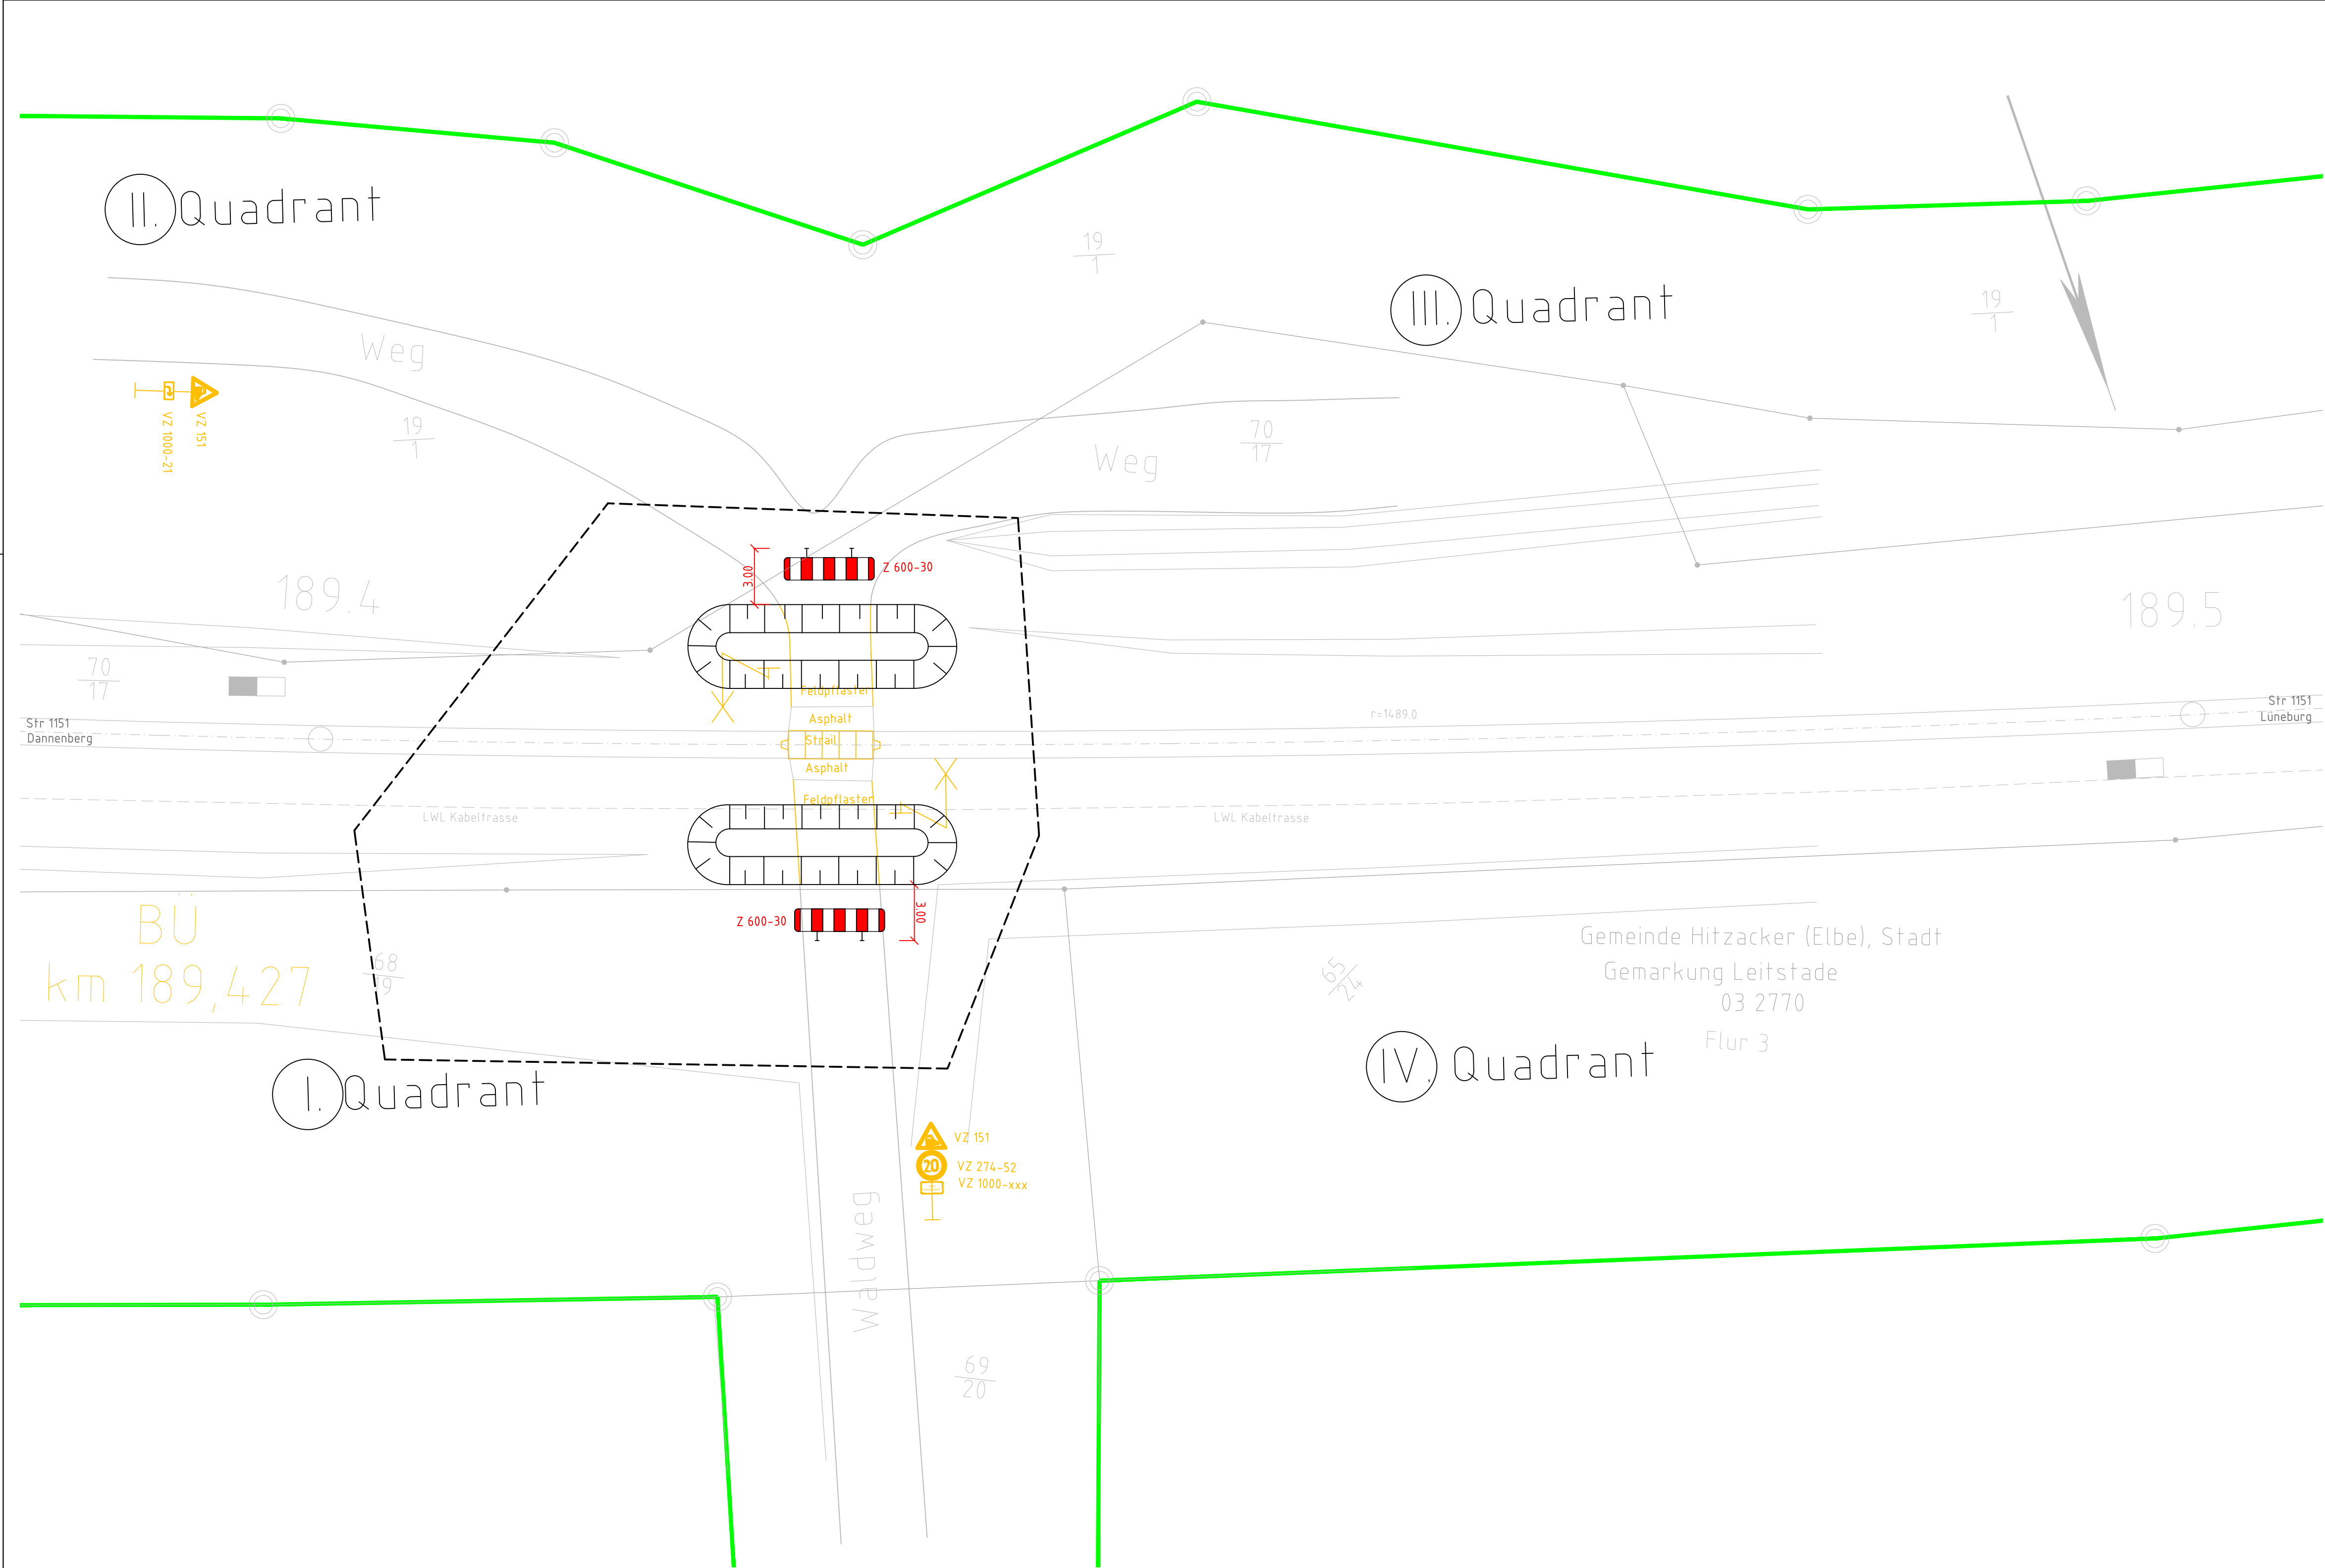 II. Quadrant
19
1
III. Quadrant
19
1
Weg
VZ 151
VZ 1000-21
19
1
70
17
Weg
3.00
Z 600-30
189.4
189.5
70
17
Feldpflaster
Str 1151
Dannenberg
Asphalt
r=1489.0
Str 1151
Lüneburg
Strail
Asphalt
Feldpflaster
LWL Kabeltrasse
LWL Kabeltrasse
BÜ
km 189,427
Z 600-30
3.00
68
9
65
24
Gemeinde Hitzacker (Elbe), Stadt
Gemarkung Leitstade
03 2770
Flur 3
I. Quadrant
IV. Quadrant
VZ 151
20
VZ 274-52
VZ 1000-xxx
Waldweg
69
20